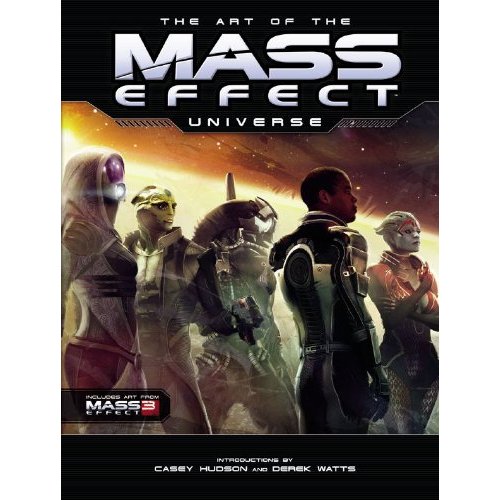 THE ART OF THE
MASS
EFFECT
UNIVERSE
INCLUDES ART FROM
MASS
EFFECT 3
INTRODUCTIONS BY
CASEY HUDSON AND DEREK WATTS